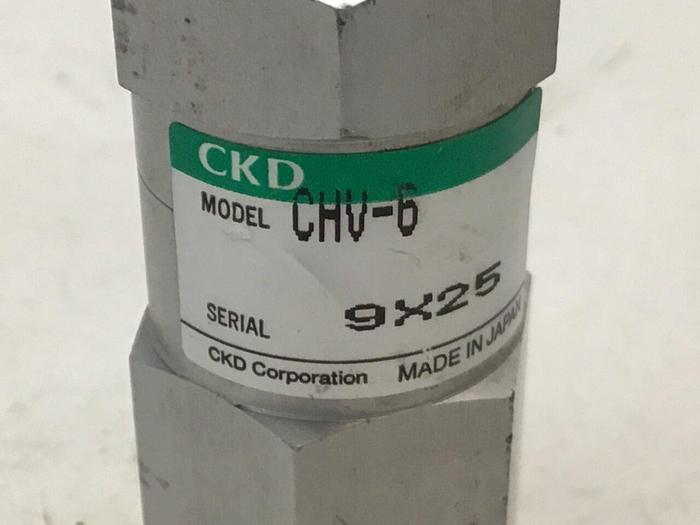 CKD
MODEL CHV-6
SERIAL 9X25
CKD Corporation MADE IN JAPAN